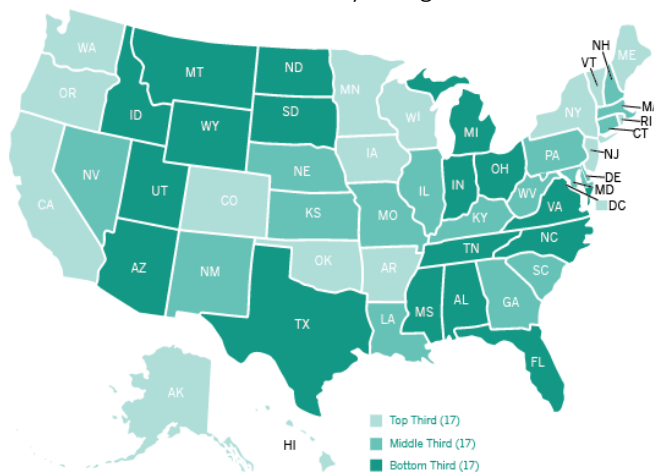 WA
MT
ND
MN
OR
ID
WY
SD
WI
MI
NY
VT
NH
ME
MA
RI
CT
NJ
PA
DE
MD
DC
NV
UT
CO
NE
IA
IL
IN
OH
WV
VA
CA
AZ
NM
KS
MO
KY
TN
NC
OK
AR
SC
TX
LA
MS
AL
GA
FL
AK
HI
Top Third (17)
Middle Third (17)
Bottom Third (17)